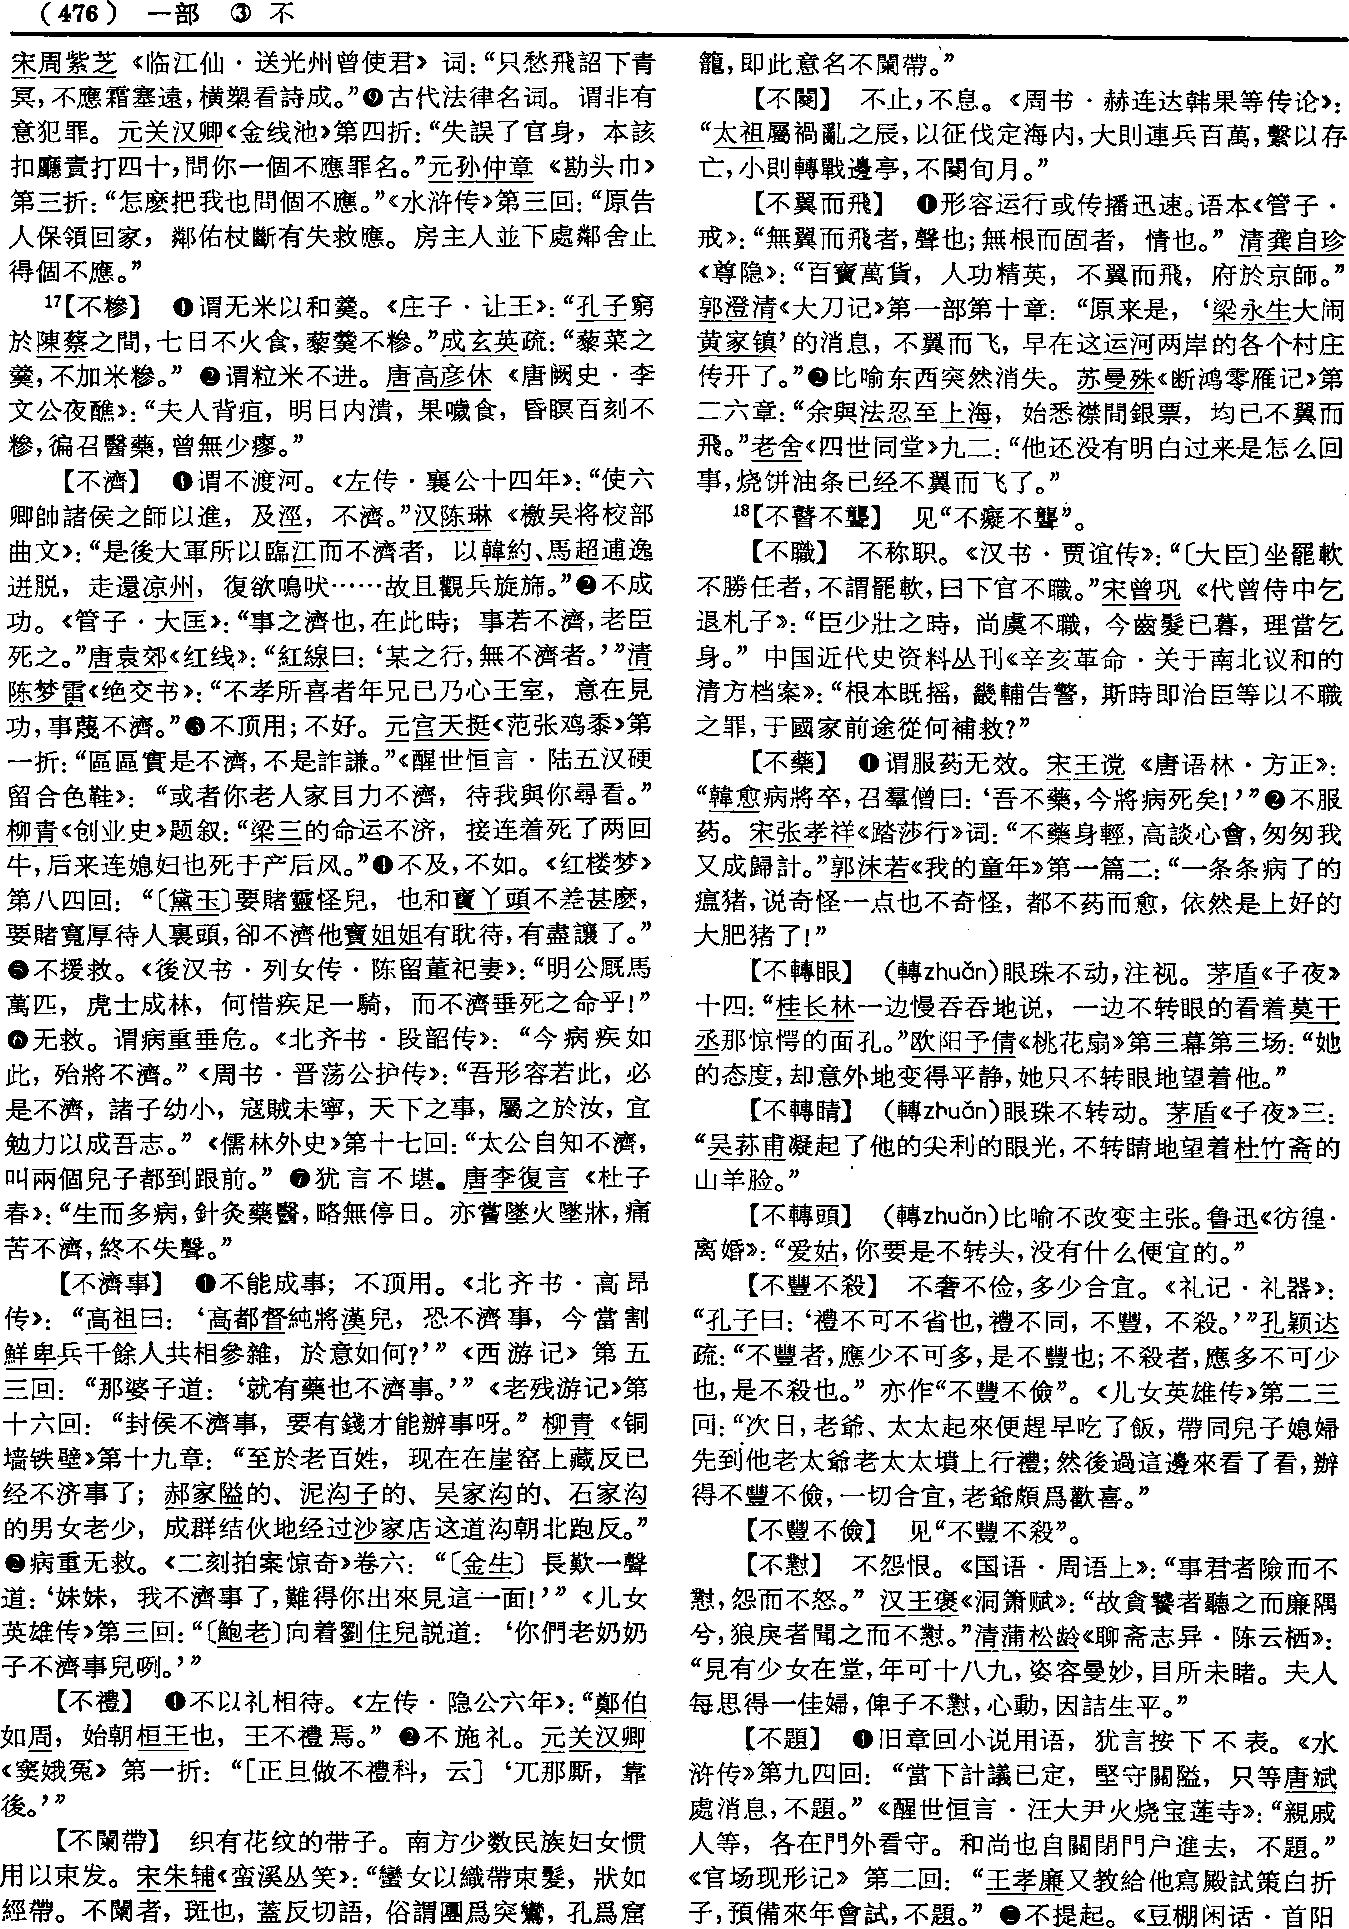 （476） 一部 ③ 不
宋周紫芝《临江仙·送光州曾使君》词：“只愁飛詔下青
冥，不應霜塞遠，横槊看詩成。”❾古代法律名词。谓非有
意犯罪。元关汉卿《金线池》第四折：“失誤了官身，本該
扣廳責打四十，問你一個不應罪名。”元孙仲章《勘头巾》
第三折：“怎麽把我也問個不應。”《水浒传》第三回：“原告
人保領回家，鄰佑杖斷有失救應。房主人並下處鄰舍止
得個不應。”
17【不糝】 ❶谓无米以和羹。《庄子·让王》：“孔子窮
於陳蔡之間，七日不火食，藜羹不糝。”成玄英疏：“藜菜之
羹，不加米糝。”❷谓粒米不进。唐高彦休《唐阙史·李
文公夜醮》：“夫人背疽，明日内潰，果噦食，昏瞑百刻不
糝，徧召醫藥，曾無少瘳。”
【不濟】 ❶谓不渡河。《左传·襄公十四年》：“使六
卿帥諸侯之師以進，及涇，不濟。”汉陈琳《檄吴将校部
曲文》：“是後大軍所以臨江而不濟者，以韓約、馬超逋逸
迸脱，走還凉州，復欲鳴吠……故且觀兵旋斾。”❷不成
功。《管子·大匡》：“事之濟也，在此時；事若不濟，老臣
死之。”唐袁郊《红线》：“紅線曰：‘某之行，無不濟者。’”清
陈梦雷《绝交书》：“不孝所喜者年兄已乃心王室，意在見
功，事蔑不濟。”❸不顶用；不好。元宫天挺《范张鸡黍》第
一折：“區區實是不濟，不是詐謙。”《醒世恒言·陆五汉硬
留合色鞋》：“或者你老人家目力不濟，待我與你尋看。”
柳青《创业史》题叙：“梁三的命运不济，接连着死了两回
牛，后来连媳妇也死于产后风。”❹不及，不如。《红楼梦》
第八四回：“〔黛玉〕要賭靈怪兒，也和寶丫頭不差甚麽，
要賭寬厚待人裏頭，卻不濟他寶姐姐有耽待，有盡讓了。”
❺不援救。《後汉书·列女传·陈留董祀妻》：“明公厩馬
萬匹，虎士成林，何惜疾足一騎，而不濟垂死之命乎！”
❻无救。谓病重垂危。《北齐书·段韶传》：“今病疾如
此，殆將不濟。”《周书·晋荡公护传》：“吾形容若此，必
是不濟，諸子幼小，寇賊未寧，天下之事，屬之於汝，宜
勉力以成吾志。”《儒林外史》第十七回：“太公自知不濟，
叫兩個兒子都到跟前。”❼犹言不堪。唐李復言《杜子
春》：“生而多病，針灸藥醫，略無停日。亦嘗墜火墜牀，痛
苦不濟，終不失聲。”
【不濟事】 ❶不能成事；不顶用。《北齐书·高昂
传》：“高祖曰：‘高都督純將漢兒，恐不濟事，今當割
鮮卑兵千餘人共相參雜，於意如何？’”《西游记》第五
三回：“那婆子道：‘就有藥也不濟事。’”《老残游记》第
十六回：“封侯不濟事，要有錢才能辦事呀。”柳青《铜
墙铁壁》第十九章：“至於老百姓，现在在崖窑上藏反已
经不济事了；郝家隘的、泥沟子的、吴家沟的、石家沟
的男女老少，成群结伙地经过沙家店这道沟朝北跑反。”
❷病重无救。《二刻拍案惊奇》卷六：“〔金生〕長歎一聲
道：‘妹妹，我不濟事了，難得你出來見這一面！’”《儿女
英雄传》第三回：“〔鮑老〕向着劉住兒説道：‘你們老奶奶
子不濟事兒咧。’”
【不禮】 ❶不以礼相待。《左传·隐公六年》：“鄭伯
如周，始朝桓王也，王不禮焉。”❷不施礼。元关汉卿
《窦娥冤》第一折：“［正旦做不禮科，云］‘兀那厮，靠
後。’”
【不闌帶】 织有花纹的带子。南方少数民族妇女惯
用以束发。宋朱辅《蛮溪丛笑》：“蠻女以織帶束髮，狀如
經帶。不闌者，斑也，蓋反切語，俗謂團爲突鸞，孔爲窟
籠，即此意名不闌帶。”
【不闋】 不止，不息。《周书·赫连达韩果等传论》：
“太祖屬禍亂之辰，以征伐定海内，大則連兵百萬，繫以存
亡，小則轉戰邊亭，不闋旬月。”
【不翼而飛】 ❶形容运行或传播迅速。语本《管子·
戒》：“無翼而飛者，聲也；無根而固者，情也。”清龚自珍
《尊隐》：“百寶萬貨，人功精英，不翼而飛，府於京師。”
郭澄清《大刀记》第一部第十章：“原来是，‘梁永生大闹
黄家镇’的消息，不翼而飞，早在这运河两岸的各个村庄
传开了。”❷比喻东西突然消失。苏曼殊《断鸿零雁记》第
二六章：“余與法忍至上海，始悉襟間銀票，均已不翼而
飛。”老舍《四世同堂》九二：“他还没有明白过来是怎么回
事，烧饼油条已经不翼而飞了。”
18【不瞽不聾】 见“不癡不聾”。
【不職】 不称职。《汉书·贾谊传》：“〔大臣〕坐罷軟
不勝任者，不謂罷軟，曰下官不職。”宋曾巩《代曾侍中乞
退札子》：“臣少壯之時，尚虞不職，今齒髮已暮，理當乞
身。”中国近代史资料丛刊《辛亥革命·关于南北议和的
清方档案》：“根本既摇，畿輔告警，斯時即治臣等以不職
之罪，于國家前途從何補救？”
【不藥】 ❶谓服药无效。宋王谠《唐语林·方正》：
“韓愈病將卒，召羣僧曰：‘吾不藥，今將病死矣！’”❷不服
药。宋张孝祥《踏莎行》词：“不藥身輕，高談心會，匆匆我
又成歸計。”郭沫若《我的童年》第一篇二：“一条条病了的
瘟猪，说奇怪一点也不奇怪，都不药而愈，依然是上好的
大肥猪了！”
【不轉眼】 （轉zhuǎn）眼珠不动，注视。茅盾《子夜》
十四：“桂长林一边慢吞吞地说，一边不转眼的看着莫干
丞那惊愕的面孔。”欧阳予倩《桃花扇》第三幕第三场：“她
的态度，却意外地变得平静，她只不转眼地望着他。”
【不轉睛】 （轉zhuǎn）眼珠不转动。茅盾《子夜》三：
“吴荪甫凝起了他的尖利的眼光，不转睛地望着杜竹斋的
山羊脸。”
【不轉頭】 （轉zhuǎn）比喻不改变主张。鲁迅《彷徨·
离婚》：“爱姑，你要是不转头，没有什么便宜的。”
【不豐不殺】 不奢不俭，多少合宜。《礼记·礼器》：
“孔子曰：‘禮不可不省也，禮不同，不豐，不殺。’”孔颖达
疏：“不豐者，應少不可多，是不豐也；不殺者，應多不可少
也，是不殺也。”亦作“不豐不儉”。《儿女英雄传》第二三
回：“次日，老爺、太太起來便趕早吃了飯，帶同兒子媳婦
先到他老太爺老太太墳上行禮；然後過這邊來看了看，辦
得不豐不儉，一切合宜，老爺頗爲歡喜。”
【不豐不儉】 见“不豐不殺”。
【不懟】 不怨恨。《国语·周语上》：“事君者險而不
懟，怨而不怒。”汉王褒《洞箫赋》：“故貪饕者聽之而廉隅
兮，狼戾者聞之而不懟。”清蒲松龄《聊斋志异·陈云栖》：
“見有少女在堂，年可十八九，姿容曼妙，目所未睹。夫人
每思得一佳婦，俾子不懟，心動，因詰生平。”
【不題】 ❶旧章回小说用语，犹言按下不表。《水
浒传》第九四回：“當下計議已定，堅守關隘，只等唐斌
處消息，不題。”《醒世恒言·汪大尹火烧宝莲寺》：“親戚
人等，各在門外看守。和尚也自關閉門户進去，不題。”
《官场现形记》第二回：“王孝廉又教給他寫殿試策白折
子，預備來年會試，不題。”❷不提起。《豆棚闲话·首阳